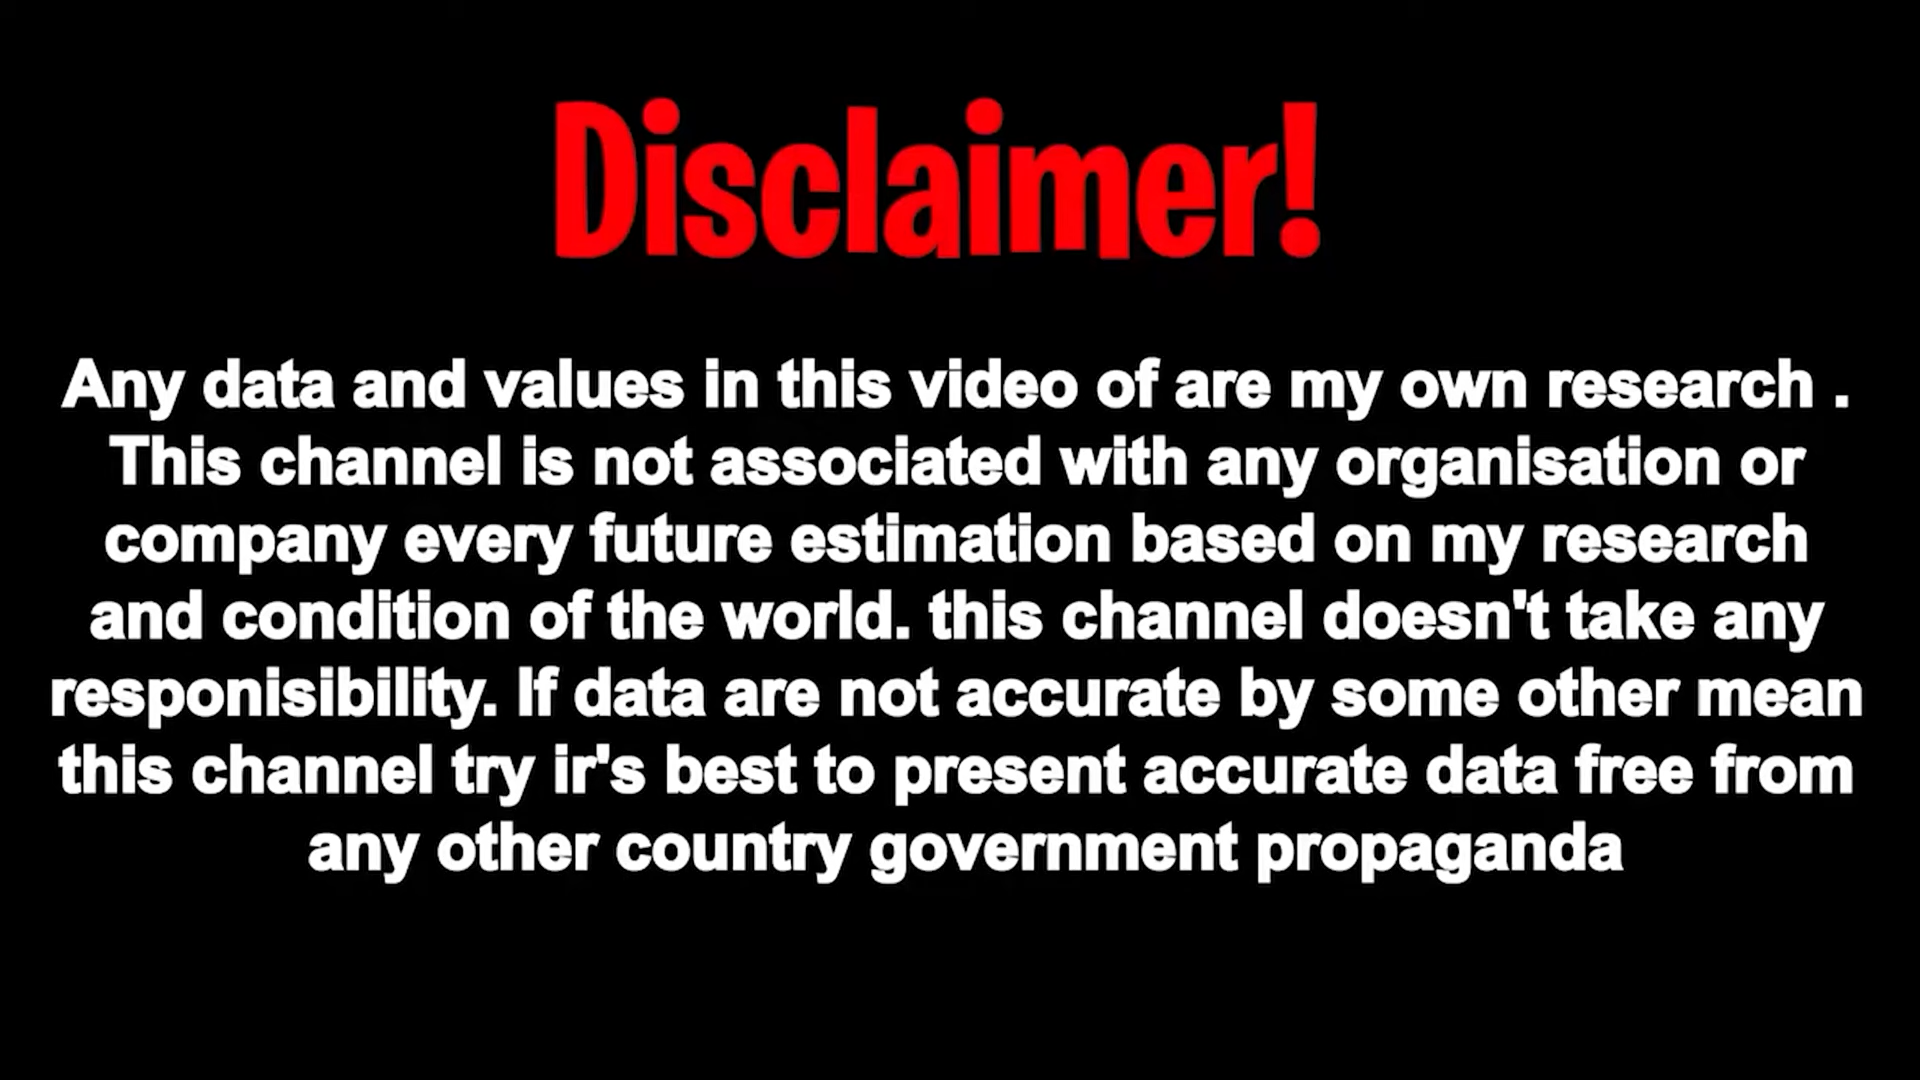 Disclaimer!
Any data and values in this video of are my own research .
This channel is not associated with any organisation or
company every future estimation based on my research
and condition of the world. this channel doesn't take any
responisibility. If data are not accurate by some other mean
this channel try ir's best to present accurate data free from
any other country government propaganda